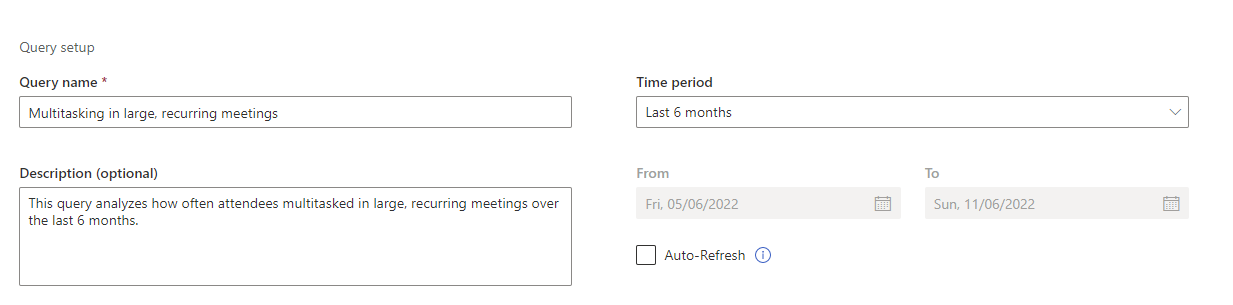 Query setup
Query name *
Multitasking in large, recurring meetings
Time period
Last 6 months
Description (optional)
This query analyzes how often attendees multitasked in large, recurring meetings over
the last 6 months.
From
To
Fri, 05/06/2022
Sun, 11/06/2022
Auto-Refresh